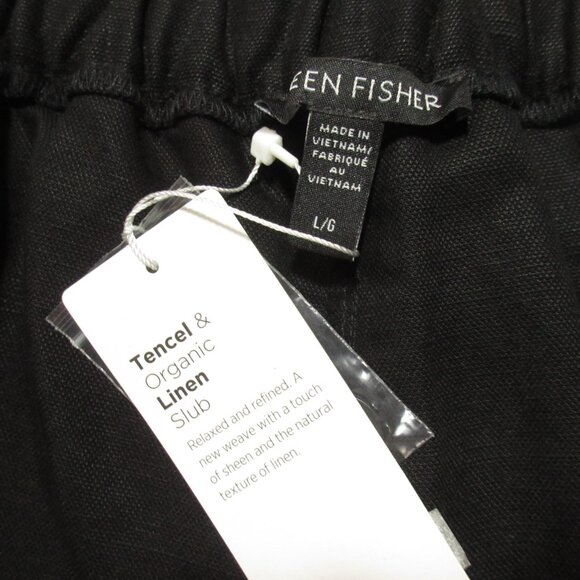 EEN FISHER
MADE IN
VIETNAM/
FABRIQUÉ
AU
VIETNAM
L/G
Tencel &
Organic
Linen
Slub
Relaxed and refined. A
new weave with a touch
of sheen and the natural
texture of linen.